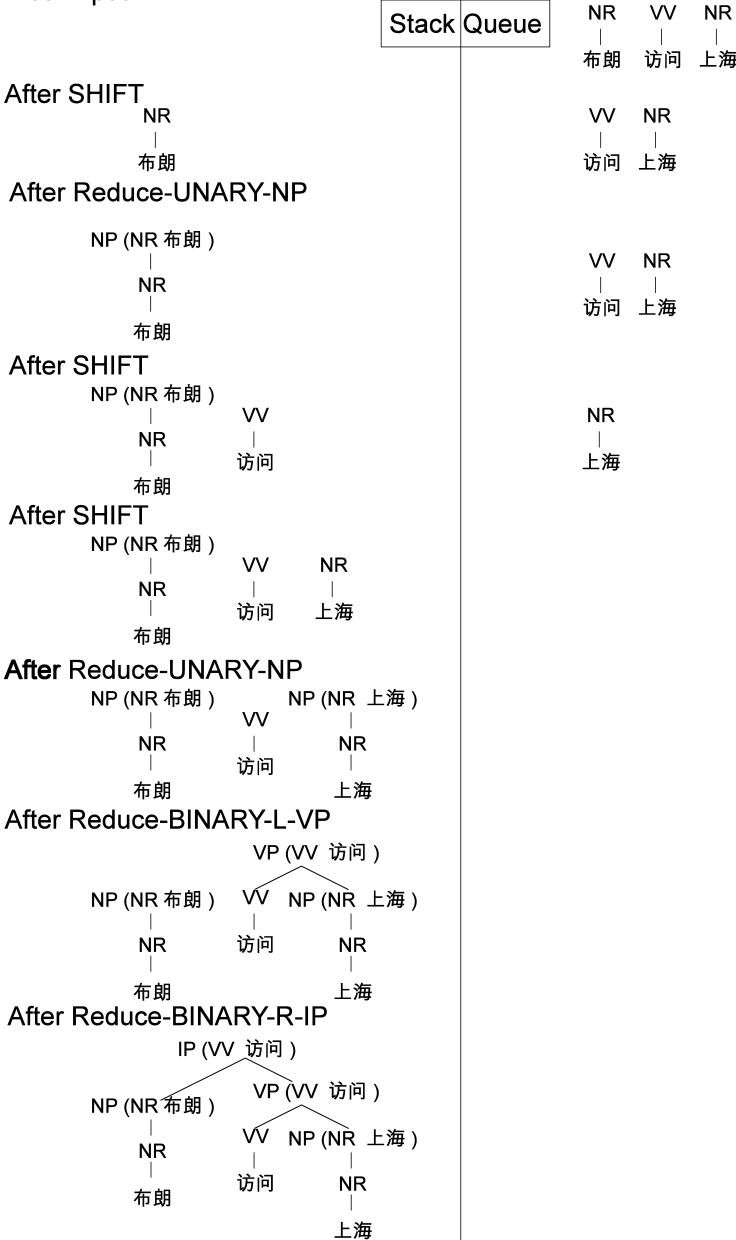 Stack Queue NR VV NR
布朗 访问 上海
After SHIFT
NR VV NR
布朗 访问 上海
After Reduce-UNARY-NP
NP (NR 布朗 )
VV NR
NR
访问 上海
布朗
After SHIFT
NP (NR 布朗 )
VV NR
NR
访问 上海
布朗
After SHIFT
NP (NR 布朗 )
VV NR
NR
访问 上海
布朗
After Reduce-UNARY-NP
NP (NR 布朗 ) NP (NR 上海 )
VV
NR NR
访问
布朗 上海
After Reduce-BINARY-L-VP
VP (VV 访问 )
NP (NR 布朗 ) VV NP (NR 上海 )
NR 访问 NR
布朗 上海
After Reduce-BINARY-R-IP
IP (VV 访问 )
VP (VV 访问 )
NP (NR 布朗 )
VV NP (NR 上海 )
NR
访问 NR
布朗
上海